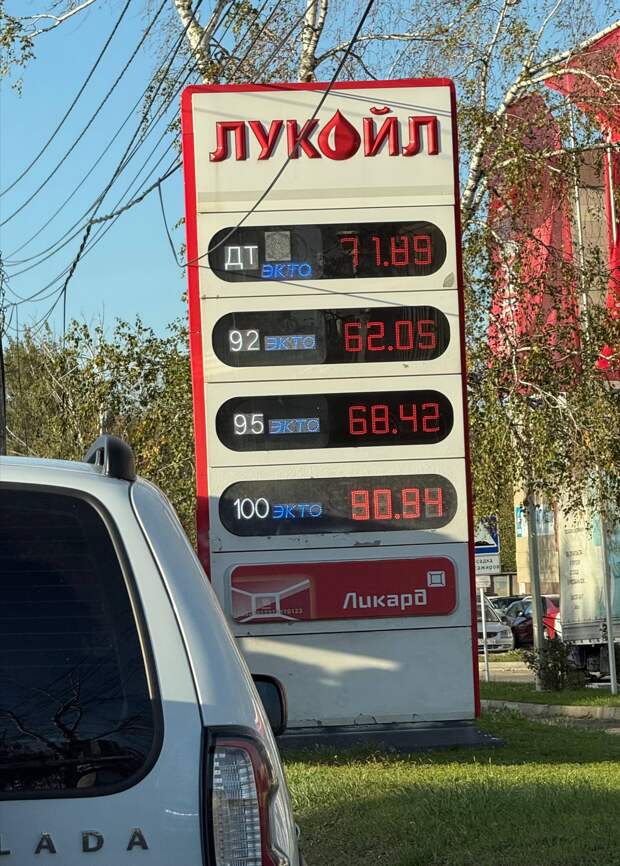 ЛУКОЙЛ
ДТ ЭКТО 71.89
92 ЭКТО 62.05
95 ЭКТО 68.42
100 ЭКТО 90.94
Ликард
LADA